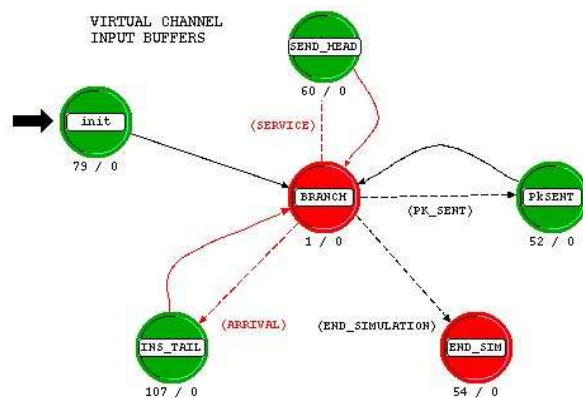 VIRTUAL CHANNEL
INPUT BUFFERS
SEND_HEAD
60 / 0
init
79 / 0
(SERVICE)
BRANCH
1 / 0
(PK_SENT)
PkSENT
52 / 0
(ARRIVAL)
(END_SIMULATION)
INS_TAIL
107 / 0
END_SIM
54 / 0